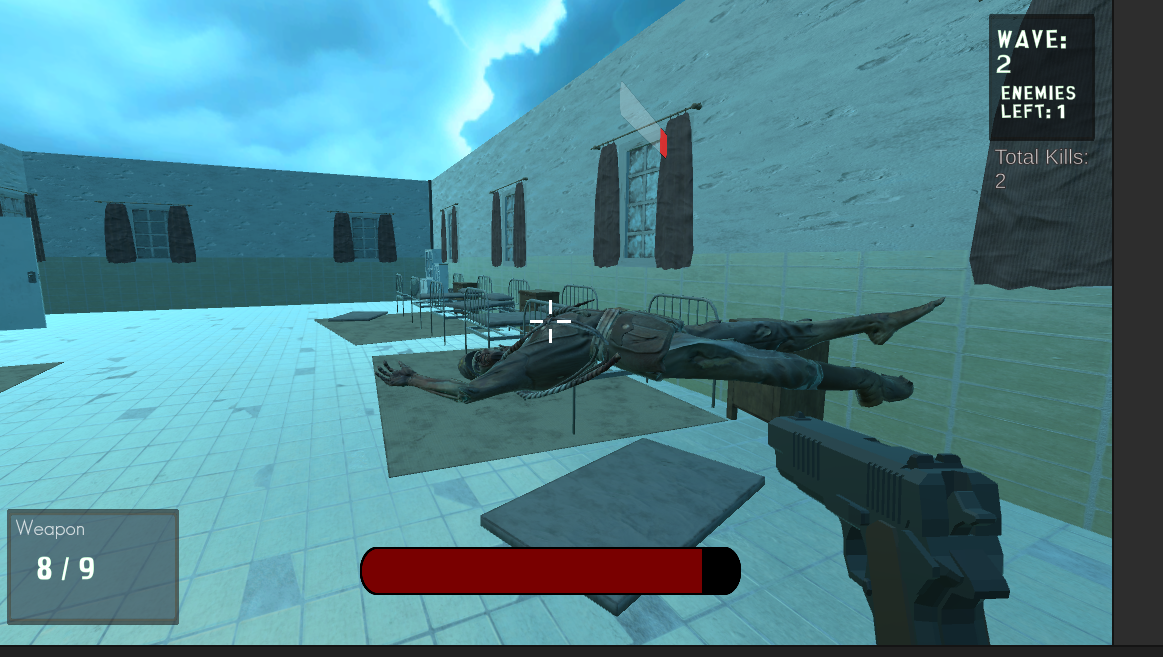 WAVE:
2
ENEMIES
LEFT: 1
Total Kills:
2
Weapon
8 / 9